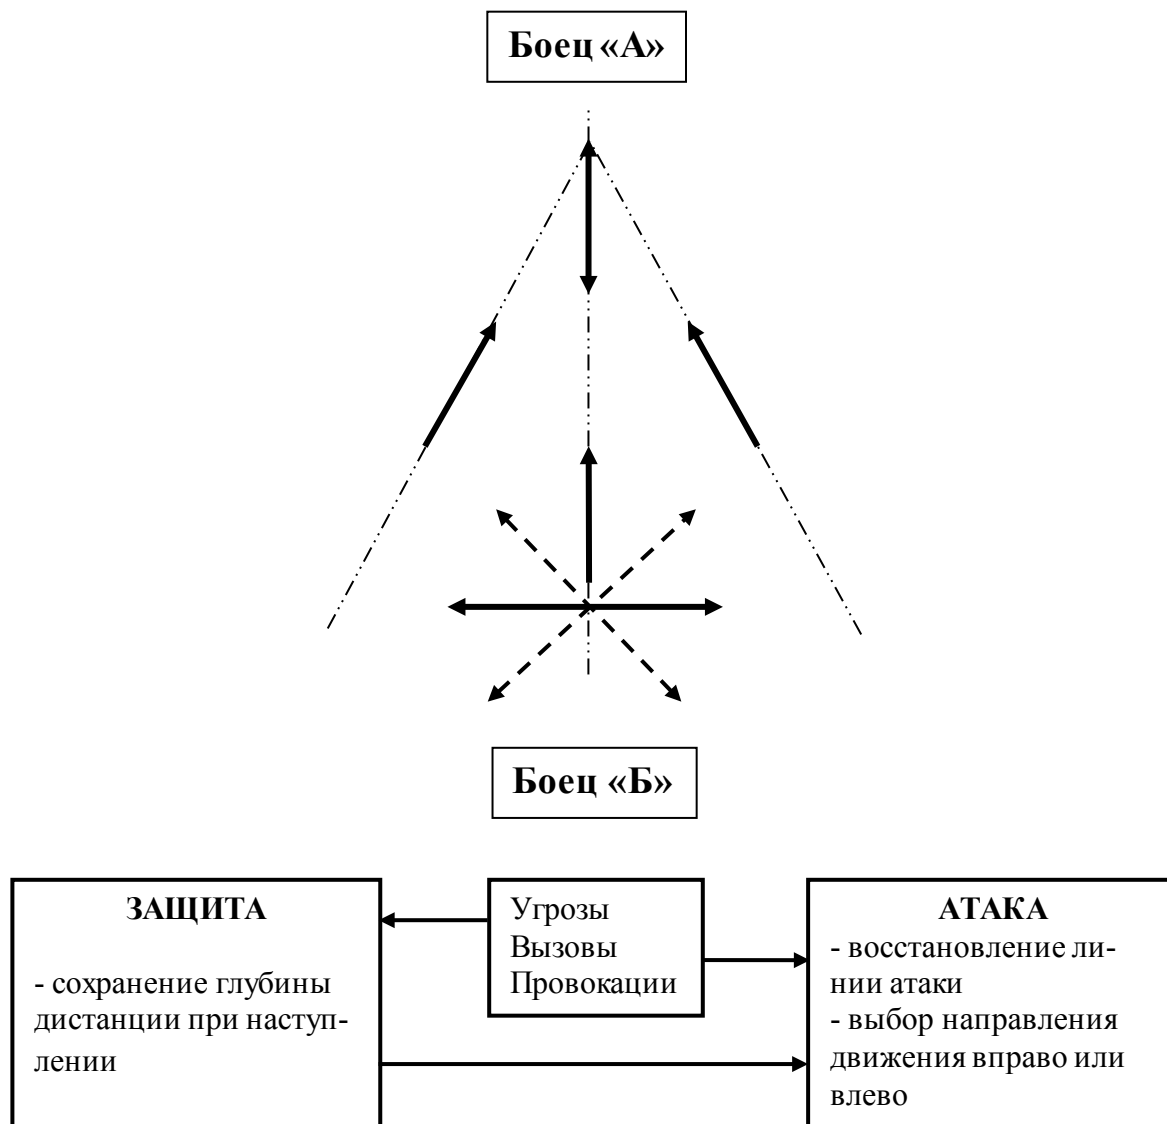 Боец «А»
Боец «Б»
ЗАЩИТА
- сохранение глубины
дистанции при наступ-
лении
Угрозы
Вызовы
Провокации
АТАКА
- восстановление ли-
нии атаки
- выбор направления
движения вправо или
влево